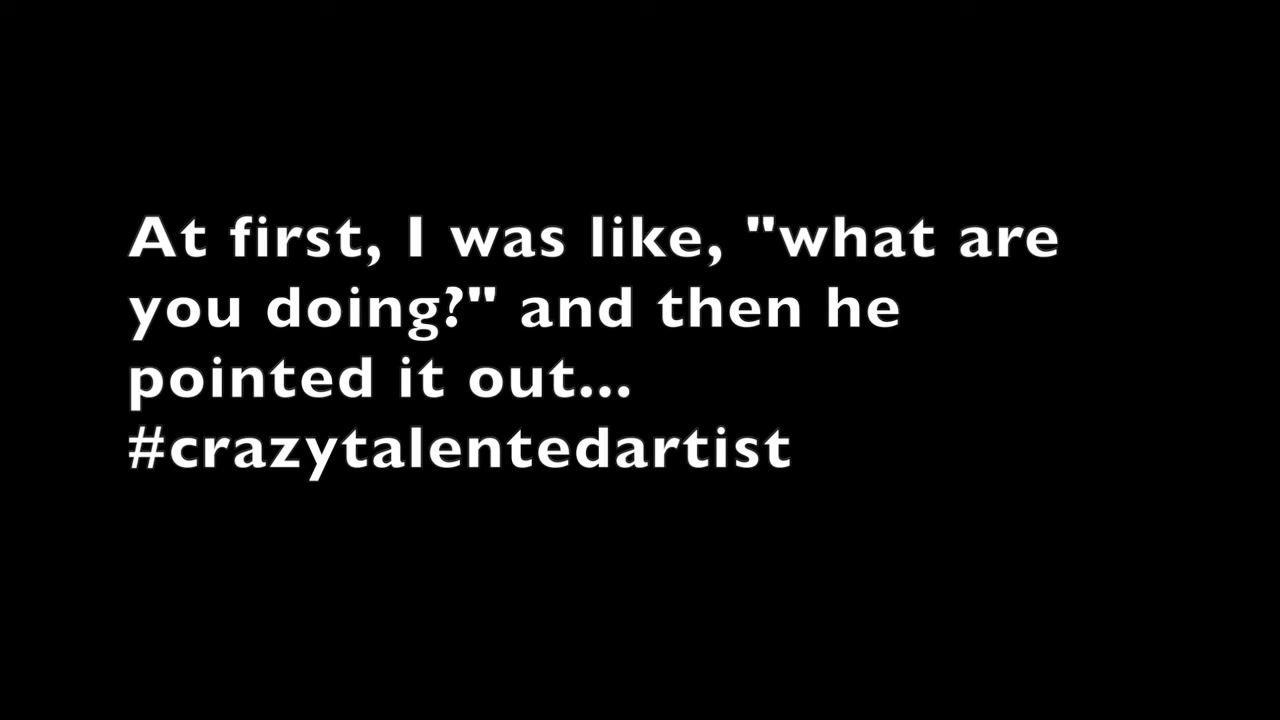 At first, I was like, "what are
you doing?" and then he
pointed it out...
#crazytalentedartist